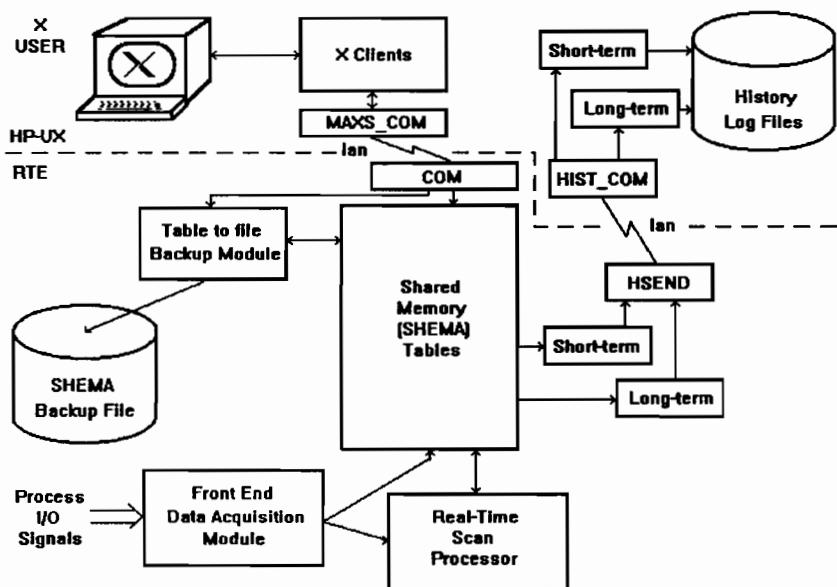 X
USER
X
X Clients
Short-term
Long-term
History
Log Files
HP-UX
MAXS_COM
lan
RTE
COM
HIST_COM
lan
Table to file
Backup Module
HSEND
Shared
Memory
(SHEMA)
Tables
Short-term
SHEMA
Backup File
Long-term
Process
I/O
Signals
Front End
Data Acquisition
Module
Real-Time
Scan
Processor